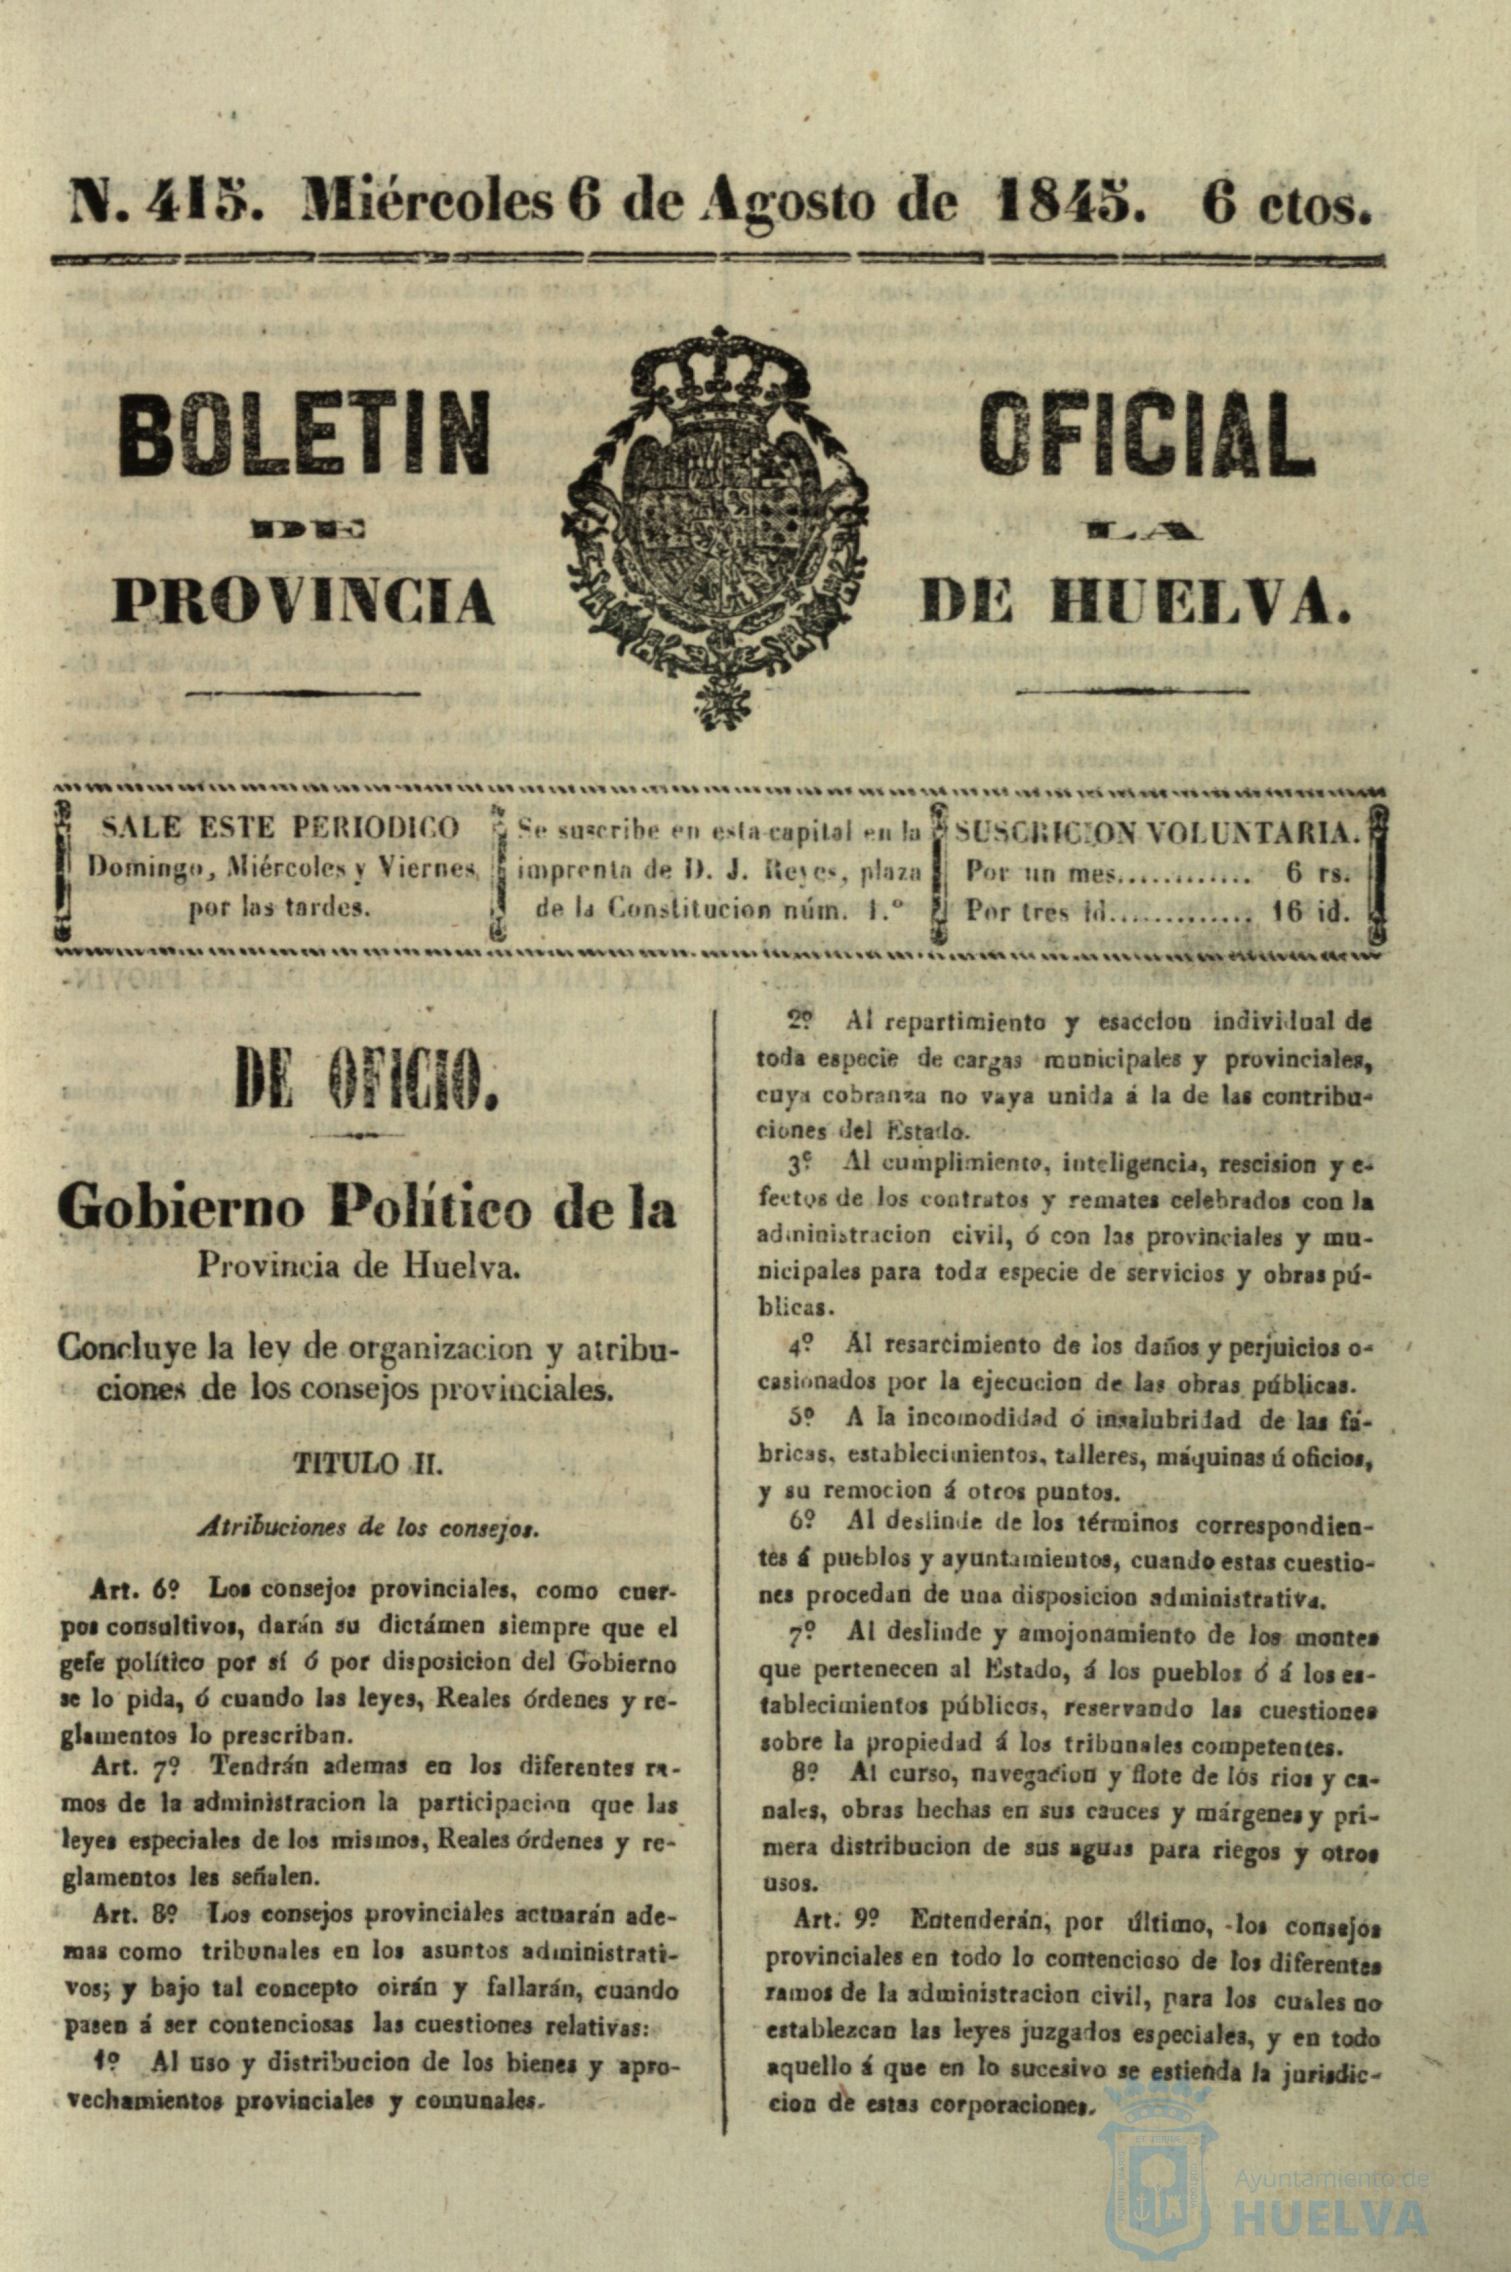 N. 415. Miércoles 6 de Agosto de 1845. 6 ctos.
BOLETIN OFICIAL
DE LA
PROVINCIA DE HUELVA.
SALE ESTE PERIODICO
Domingo, Miércoles y Viernes
por las tardes.
Se suscribe en esta capital en la
imprenta de D. J. Reyes, plaza
de la Constitucion núm. 1.º
SUSCRICION VOLUNTARIA.
Por un mes............ 6 rs.
Por tres id............. 16 id.
DE OFICIO.
Gobierno Político de la
Provincia de Huelva.
Concluye la ley de organizacion y atribu-
ciones de los consejos provinciales.
TITULO II.
Atribuciones de los consejos.
Art. 6º Los consejos provinciales, como cuer-
pos consultivos, darán su dictámen siempre que el
gefe político por sí ó por disposicion del Gobierno
se lo pida, ó cuando las leyes, Reales órdenes y re-
glamentos lo prescriban.
Art. 7º Tendrán ademas en los diferentes ra-
mos de la administracion la participacion que las
leyes especiales de los mismos, Reales órdenes y re-
glamentos les señalen.
Art. 8º Los consejos provinciales actuarán ade-
mas como tribunales en los asuntos administrati-
vos; y bajo tal concepto oirán y fallarán, cuando
pasen á ser contenciosas las cuestiones relativas:
1º Al uso y distribucion de los bienes y apro-
vechamientos provinciales y comunales.
2º Al repartimiento y esaccion individual de
toda especie de cargas municipales y provinciales,
cuya cobranza no vaya unida á la de las contribu-
ciones del Estado.
3º Al cumplimiento, inteligencia, rescision y e-
fectos de los contratos y remates celebrados con la
administracion civil, ó con las provinciales y mu-
nicipales para toda especie de servicios y obras pú-
blicas.
4º Al resarcimiento de los daños y perjuicios o-
casionados por la ejecucion de las obras públicas.
5º A la incomodidad ó insalubridad de las fá-
bricas, establecimientos, talleres, máquinas ú oficios,
y su remocion á otros puntos.
6º Al deslinde de los términos correspondien-
tes á pueblos y ayuntamientos, cuando estas cuestio-
nes procedan de una disposicion administrativa.
7º Al deslinde y amojonamiento de los montes
que pertenecen al Estado, á los pueblos ó á los es-
tablecimientos públicos, reservando las cuestiones
sobre la propiedad á los tribunales competentes.
8º Al curso, navegacion y flote de los rios y ca-
nales, obras hechas en sus cauces y márgenes y pri-
mera distribucion de sus aguas para riegos y otros
usos.
Art. 9º Entenderán, por último, los consejos
provinciales en todo lo contencioso de los diferentes
ramos de la administracion civil, para los cuales no
establezcan las leyes juzgados especiales, y en todo
aquello á que en lo sucesivo se estienda la jurisdic-
cion de estas corporaciones.
Ayuntamiento de
HUELVA